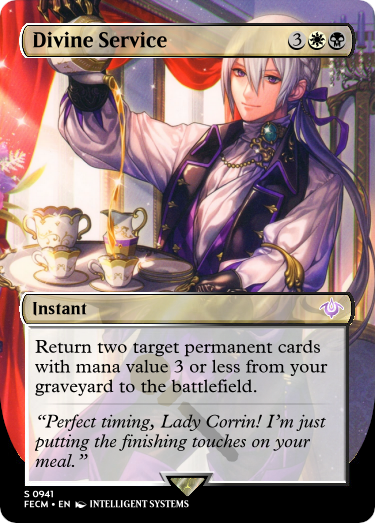 Divine Service 3
Instant
Return two target permanent cards
with mana value 3 or less from your
graveyard to the battlefield.
“Perfect timing, Lady Corrin! I’m just
putting the finishing touches on your
meal.”
S 0941
FECM • EN INTELLIGENT SYSTEMS